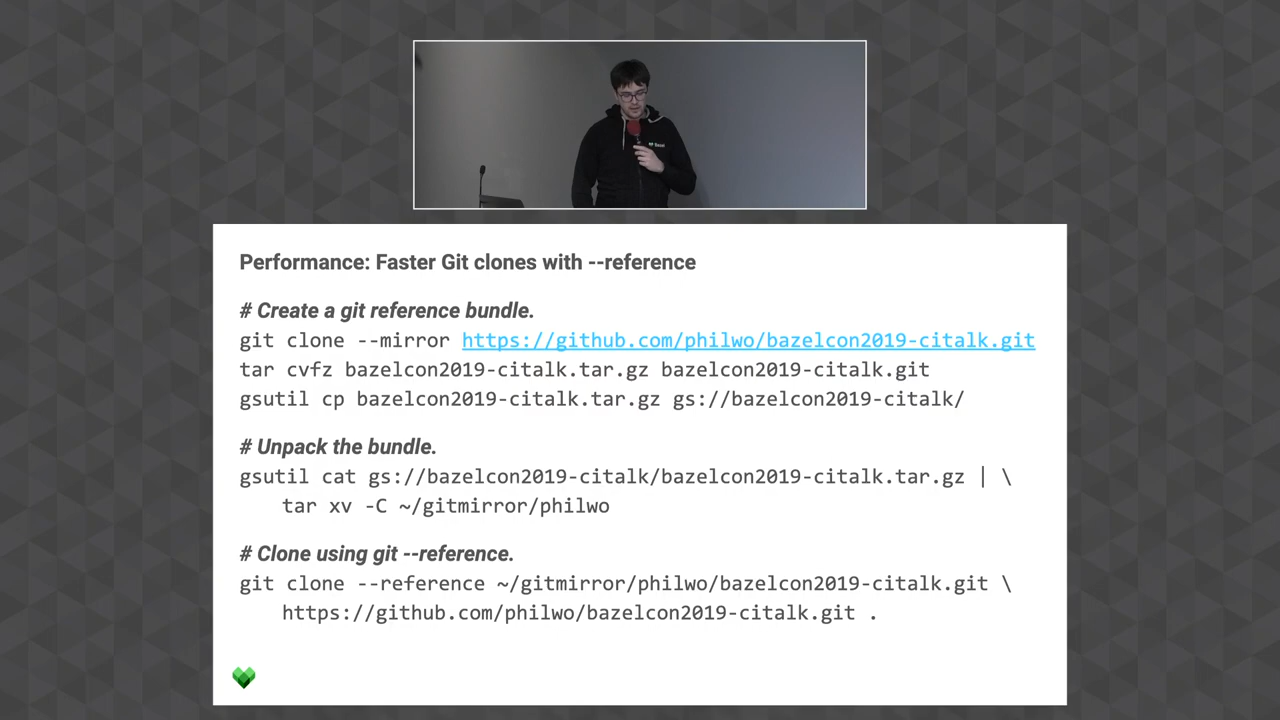 Performance: Faster Git clones with --reference
# Create a git reference bundle.
git clone --mirror https://github.com/philwo/bazelcon2019-citalk.git
tar cvfz bazelcon2019-citalk.tar.gz bazelcon2019-citalk.git
gsutil cp bazelcon2019-citalk.tar.gz gs://bazelcon2019-citalk/
# Unpack the bundle.
gsutil cat gs://bazelcon2019-citalk/bazelcon2019-citalk.tar.gz | \
tar xv -C ~/gitmirror/philwo
# Clone using git --reference.
git clone --reference ~/gitmirror/philwo/bazelcon2019-citalk.git \
https://github.com/philwo/bazelcon2019-citalk.git .